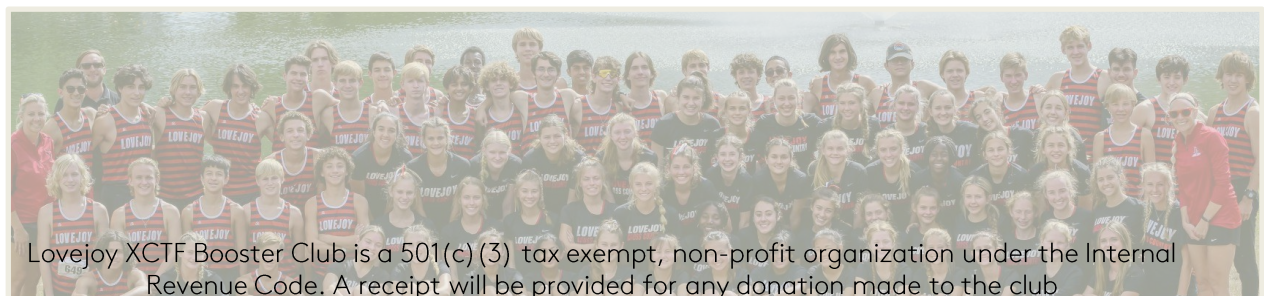 LOVEJOY
Lovejoy XCTF Booster Club is a 501(c)(3) tax exempt, non-profit organization under the Internal
Revenue Code. A receipt will be provided for any donation made to the club